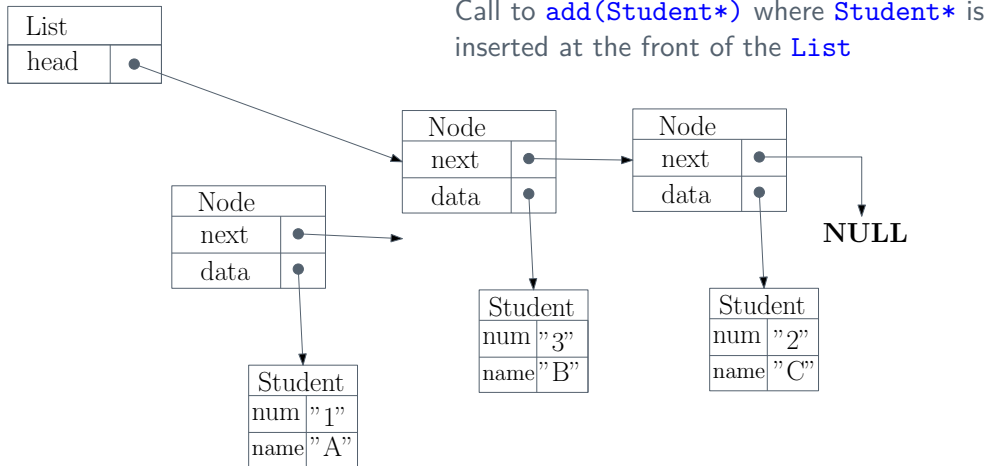 Call to add(Student*) where Student* is
inserted at the front of the List
List
head
Node
next
data
Node
next
data
NULL
Node
next
data
Student
num "3"
name "B"
Student
num "2"
name "C"
Student
num "1"
name "A"